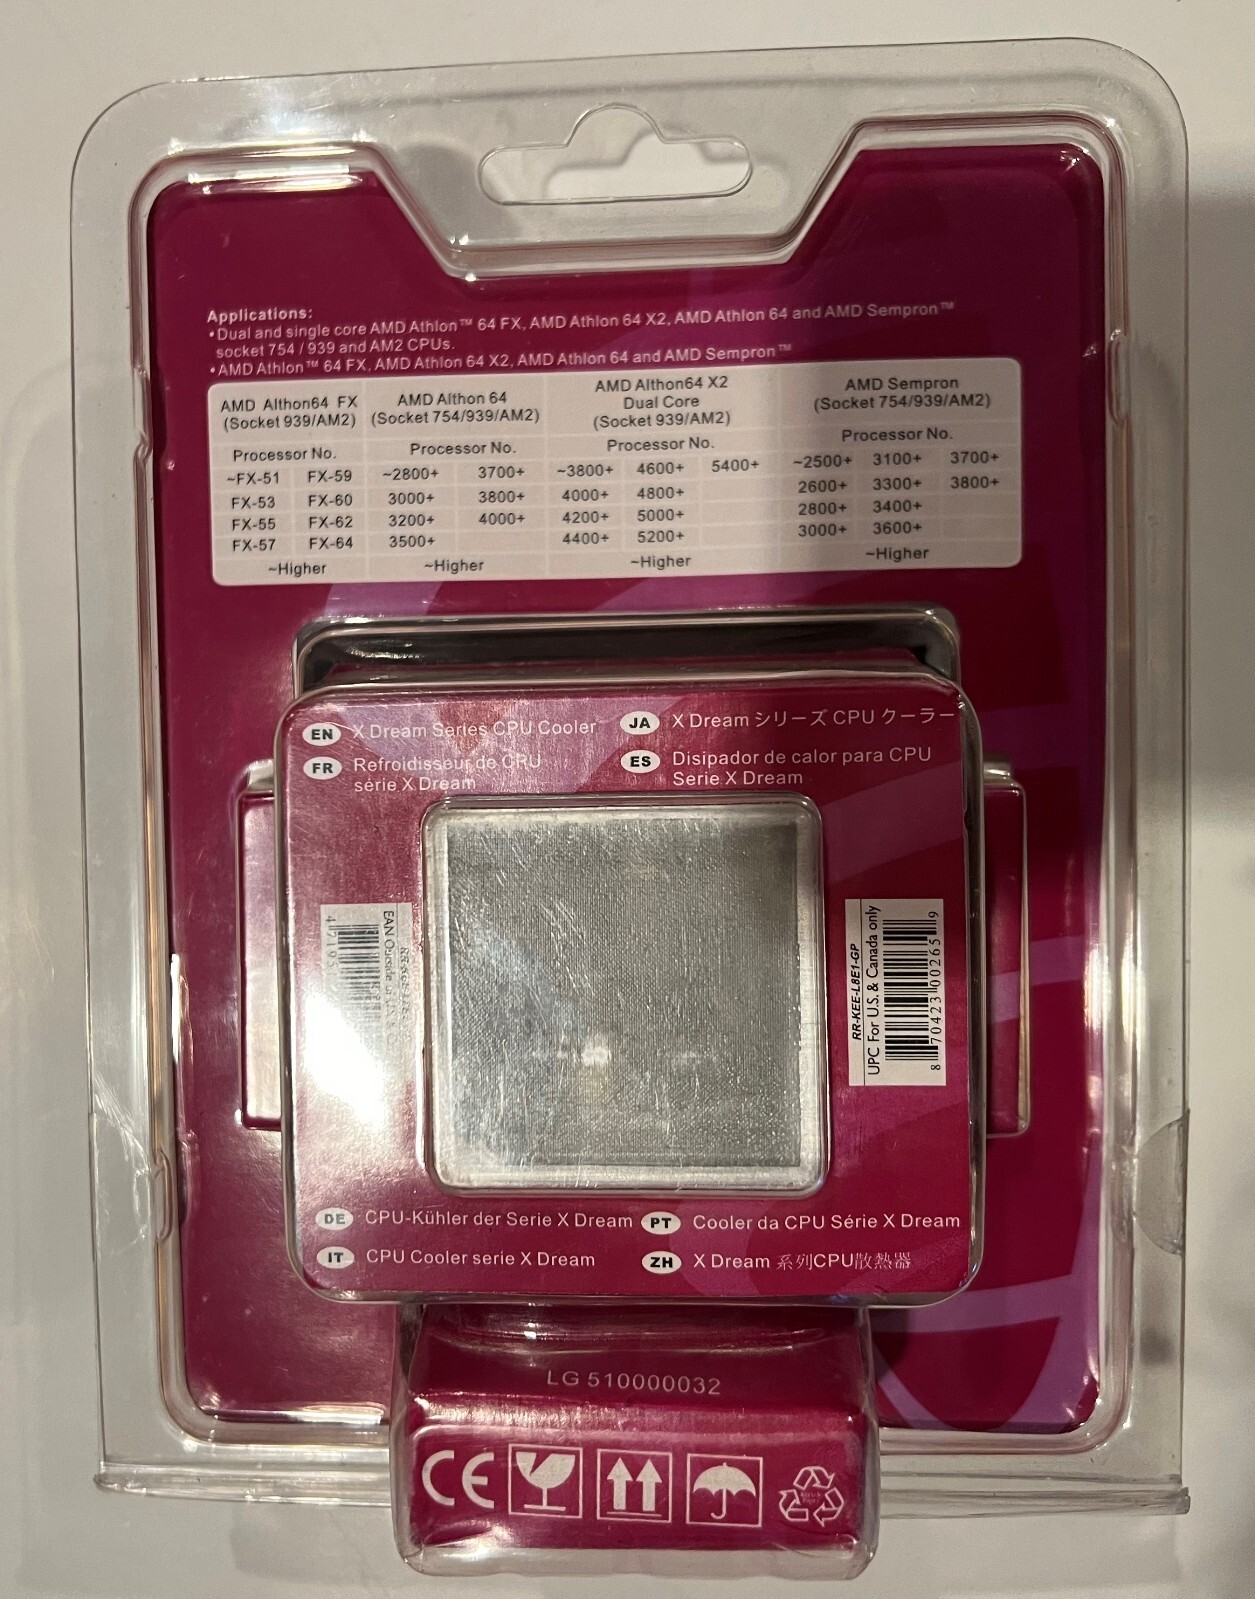 Applications:
•Dual and single core AMD Athlon™ 64 FX, AMD Athlon 64 X2, AMD Athlon 64 and AMD Sempron™
socket 754 / 939 and AM2 CPUs.
•AMD Athlon™ 64 FX, AMD Athlon 64 X2, AMD Athlon 64 and AMD Sempron™
AMD Althon64 FX
(Socket 939/AM2)
Processor No.
~FX-51 FX-59
FX-53 FX-60
FX-55 FX-62
FX-57 FX-64
~Higher
AMD Althon 64
(Socket 754/939/AM2)
Processor No.
~2800+ 3700+
3000+ 3800+
3200+ 4000+
3500+
~Higher
AMD Althon64 X2
Dual Core
(Socket 939/AM2)
Processor No.
~3800+ 4600+ 5400+
4000+ 4800+
4200+ 5000+
4400+ 5200+
~Higher
AMD Sempron
(Socket 754/939/AM2)
Processor No.
~2500+ 3100+ 3700+
2600+ 3300+ 3800+
2800+ 3400+
3000+ 3600+
~Higher
EN X Dream Series CPU Cooler
FR Refroidisseur de CPU
série X Dream
JA X Dream シリーズ CPU クーラー
ES Disipador de calor para CPU
Serie X Dream
EAN Outside
RR-KEE-L8E1-GP
UPC For U.S. & Canada only
8 70423 00265 9
DE CPU-Kühler der Serie X Dream
IT CPU Cooler serie X Dream
PT Cooler da CPU Série X Dream
ZH X Dream 系列CPU散熱器
LG 510000032
CE